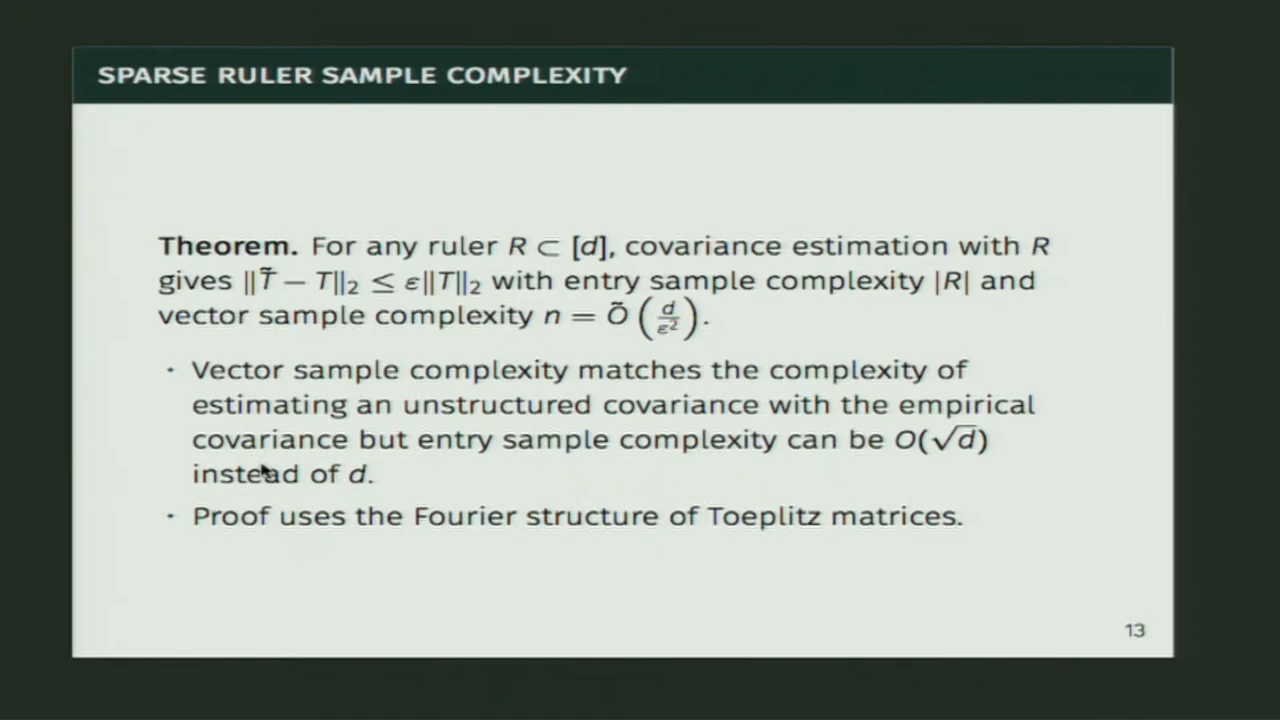 SPARSE RULER SAMPLE COMPLEXITY
Theorem. For any ruler R ⊂ [d], covariance estimation with R
gives ‖T̃ − T‖₂ ≤ ε‖T‖₂ with entry sample complexity |R| and
vector sample complexity n = Õ(d/ε²).
· Vector sample complexity matches the complexity of
estimating an unstructured covariance with the empirical
covariance but entry sample complexity can be O(√d)
instead of d.
· Proof uses the Fourier structure of Toeplitz matrices.
13